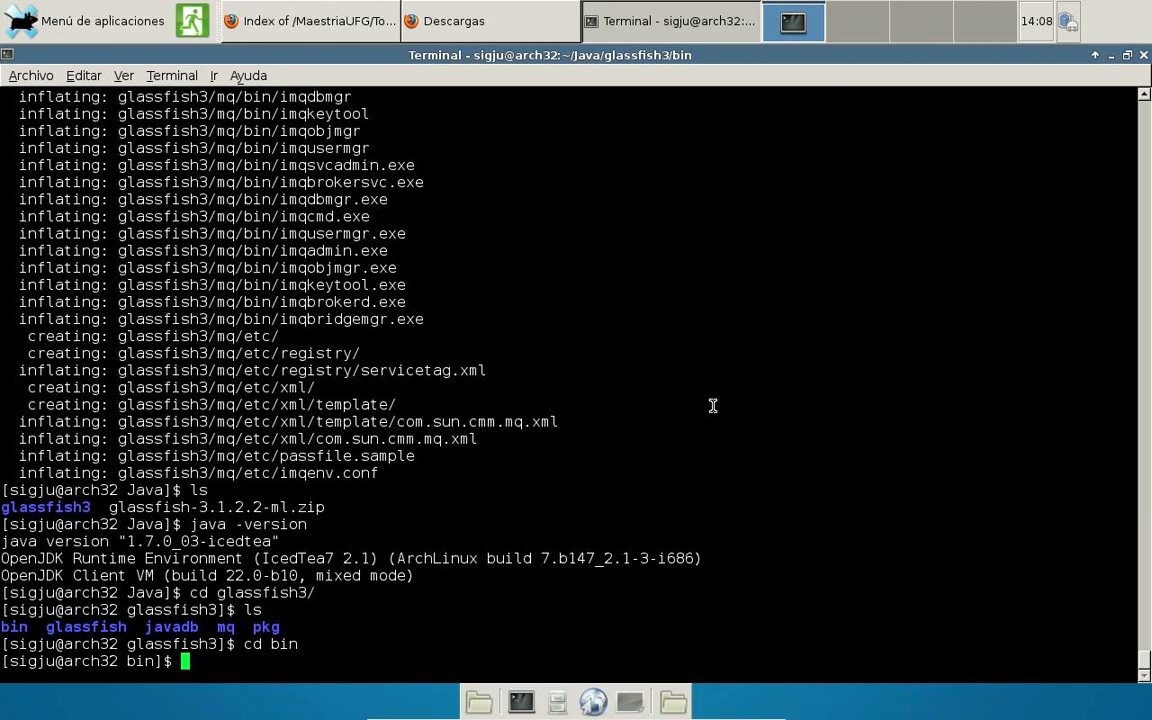 Menú de aplicaciones
Index of /MaestriaUFG/To...
Descargas
Terminal - sigju@arch32:...
14:08
Terminal - sigju@arch32:~/Java/glassfish3/bin
Archivo Editar Ver Terminal Ir Ayuda
inflating: glassfish3/mq/bin/imqdbmgr
inflating: glassfish3/mq/bin/imqkeytool
inflating: glassfish3/mq/bin/imqobjmgr
inflating: glassfish3/mq/bin/imqusermgr
inflating: glassfish3/mq/bin/imqsvcadmin.exe
inflating: glassfish3/mq/bin/imqbrokersvc.exe
inflating: glassfish3/mq/bin/imqdbmgr.exe
inflating: glassfish3/mq/bin/imqcmd.exe
inflating: glassfish3/mq/bin/imqusermgr.exe
inflating: glassfish3/mq/bin/imqadmin.exe
inflating: glassfish3/mq/bin/imqobjmgr.exe
inflating: glassfish3/mq/bin/imqkeytool.exe
inflating: glassfish3/mq/bin/imqbrokerd.exe
inflating: glassfish3/mq/bin/imqbridgemgr.exe
creating: glassfish3/mq/etc/
creating: glassfish3/mq/etc/registry/
inflating: glassfish3/mq/etc/registry/servicetag.xml
creating: glassfish3/mq/etc/xml/
creating: glassfish3/mq/etc/xml/template/
inflating: glassfish3/mq/etc/xml/template/com.sun.cmm.mq.xml
inflating: glassfish3/mq/etc/xml/com.sun.cmm.mq.xml
inflating: glassfish3/mq/etc/passfile.sample
inflating: glassfish3/mq/etc/imqenv.conf
[sigju@arch32 Java]$ ls
glassfish3 glassfish-3.1.2.2-ml.zip
[sigju@arch32 Java]$ java -version
java version "1.7.0_03-icedtea"
OpenJDK Runtime Environment (IcedTea7 2.1) (ArchLinux build 7.b147_2.1-3-i686)
OpenJDK Client VM (build 22.0-b10, mixed mode)
[sigju@arch32 Java]$ cd glassfish3/
[sigju@arch32 glassfish3]$ ls
bin glassfish javadb mq pkg
[sigju@arch32 glassfish3]$ cd bin
[sigju@arch32 bin]$